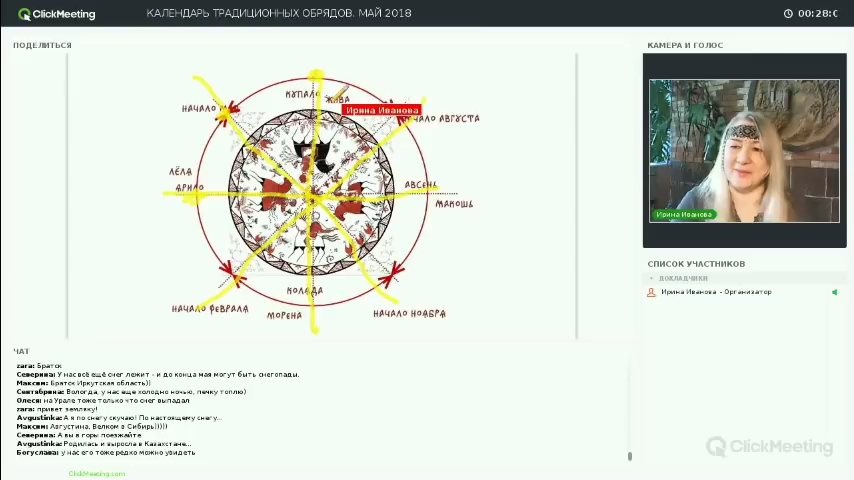 ClickMeeting
КАЛЕНДАРЬ ТРАДИЦИОННЫХ ОБРЯДОВ. МАЙ 2018
00:28:0
ПОДЕЛИТЬСЯ
КАМЕРА И ГОЛОС
КУПАЛО
ЖИВА
Ирина Иванова
НАЧАЛО
ЧАЛО АВГУСТА
ЛЁЛЯ
ЯРИЛО
АВСЕНЬ
МАКОШЬ
КОЛЯДА
НАЧАЛО ФЕВРАЛЯ
МОРЕНА
НАЧАЛО НОЯБРЯ
Ирина Иванова
СПИСОК УЧАСТНИКОВ
ДОКЛАДЧИКИ
Ирина Иванова - Организатор
ЧАТ
zara: Братск
Северина: У нас всё ещё снег лежит - и до конца мая могут быть снегопады.
Максим: Братск Иркутская область))
Сентябрина: Вологда, у нас еще холодно ночью, печку топлю)
Олеся: на Урале тоже только что снег выпадал
zara: привет земляку!
Avgustinka: А я по снегу скучаю! По настоящему снегу...
Максим: Августина, Велком в Сибирь)))))
Северина: А вы в горы поезжайте
Avgustinka: Родилась и выросла в Казахстане...
Богуслава: у нас его тоже редко можно увидеть
ClickMeeting.com
ClickMeeting